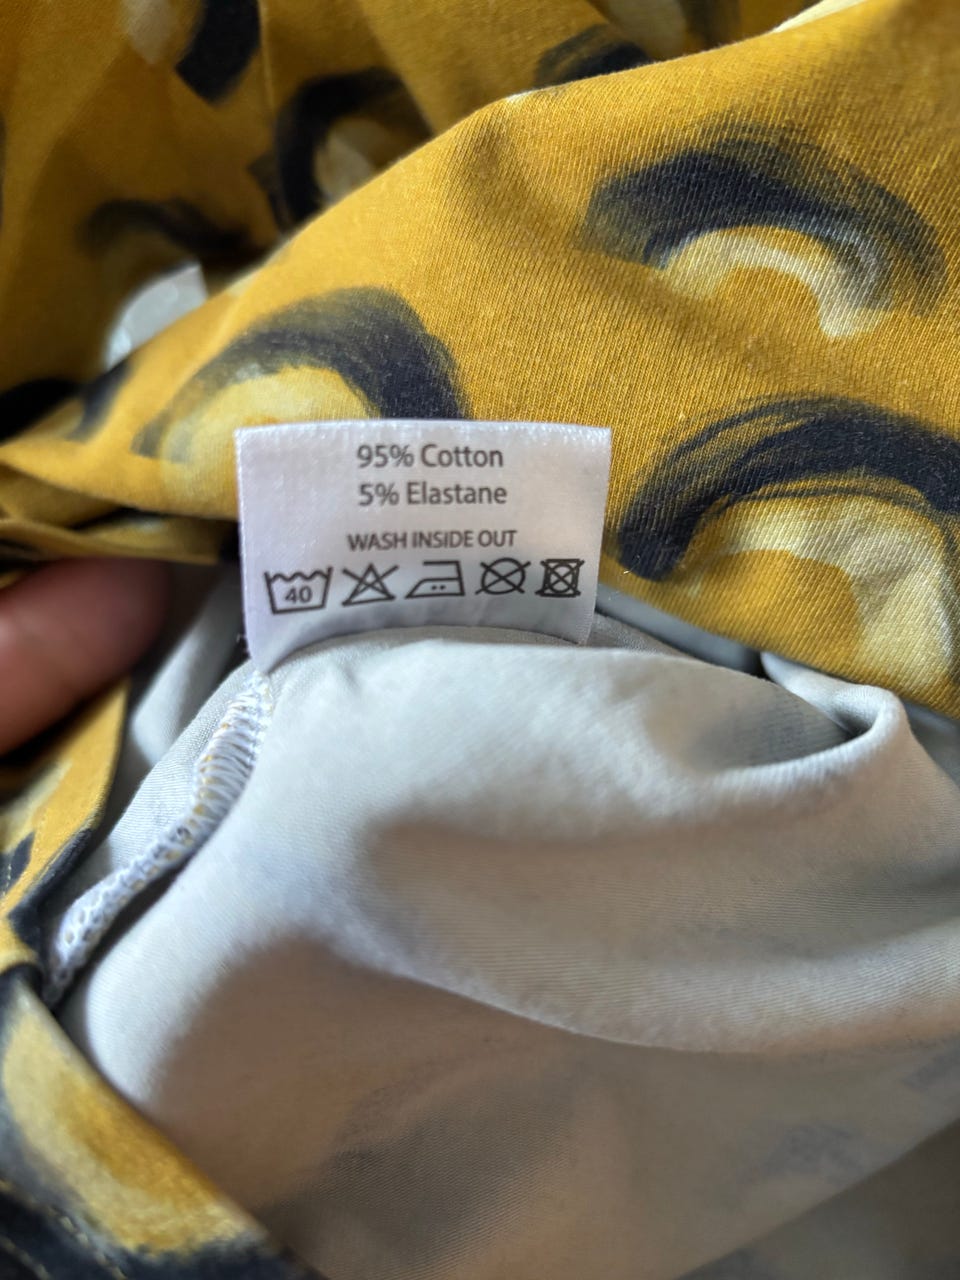 95% Cotton
5% Elastane
WASH INSIDE OUT
40